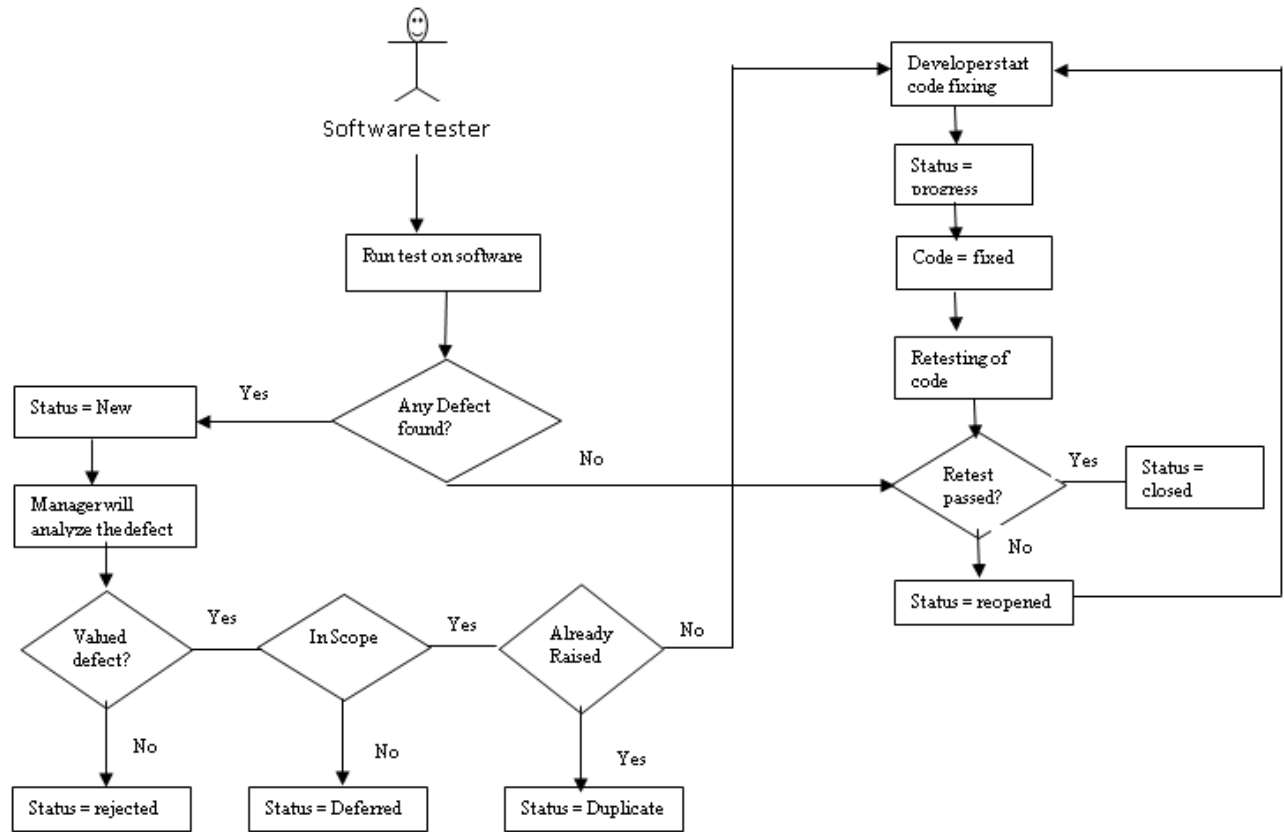 Software tester
Run test on software
Any Defect
found?
Yes
No
Status = New
Manager will
analyze the defect
Valued
defect?
Yes
No
Status = rejected
In Scope
Yes
No
Status = Deferred
Already
Raised
No
Yes
Status = Duplicate
Developer start
code fixing
Status =
progress
Code = fixed
Retesting of
code
Retest
passed?
Yes
Status =
closed
No
Status = reopened